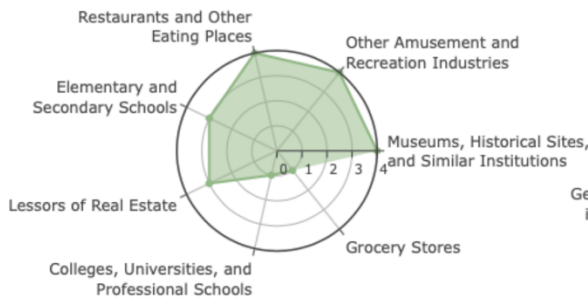 Restaurants and Other
Eating Places
Other Amusement and
Recreation Industries
Elementary and
Secondary Schools
Museums, Historical Sites,
and Similar Institutions
0 1 2 3 4
Lessors of Real Estate
Grocery Stores
Colleges, Universities, and
Professional Schools